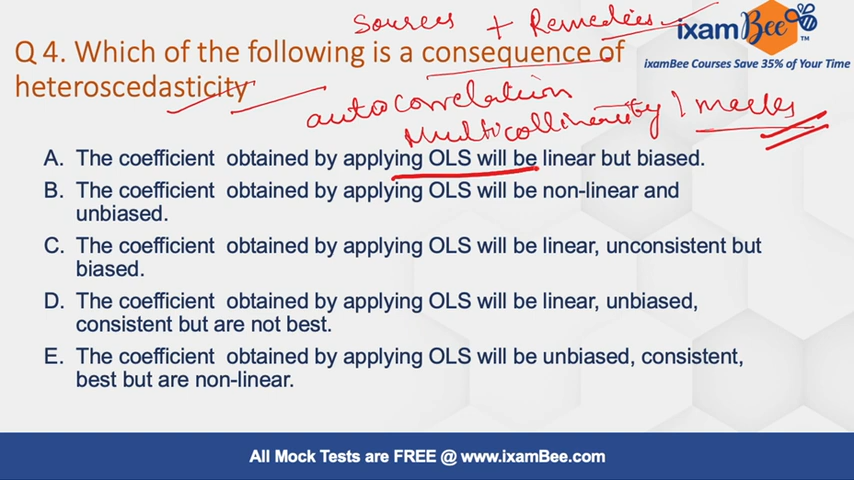 Sources + Remedies
ixamBee™
Q 4. Which of the following is a consequence of
ixamBee Courses Save 35% of Your Time
heteroscedasticity
autocorrelation
Multicollinearity / marks
A. The coefficient obtained by applying OLS will be linear but biased.
B. The coefficient obtained by applying OLS will be non-linear and
unbiased.
C. The coefficient obtained by applying OLS will be linear, unconsistent but
biased.
D. The coefficient obtained by applying OLS will be linear, unbiased,
consistent but are not best.
E. The coefficient obtained by applying OLS will be unbiased, consistent,
best but are non-linear.
All Mock Tests are FREE @ www.ixamBee.com